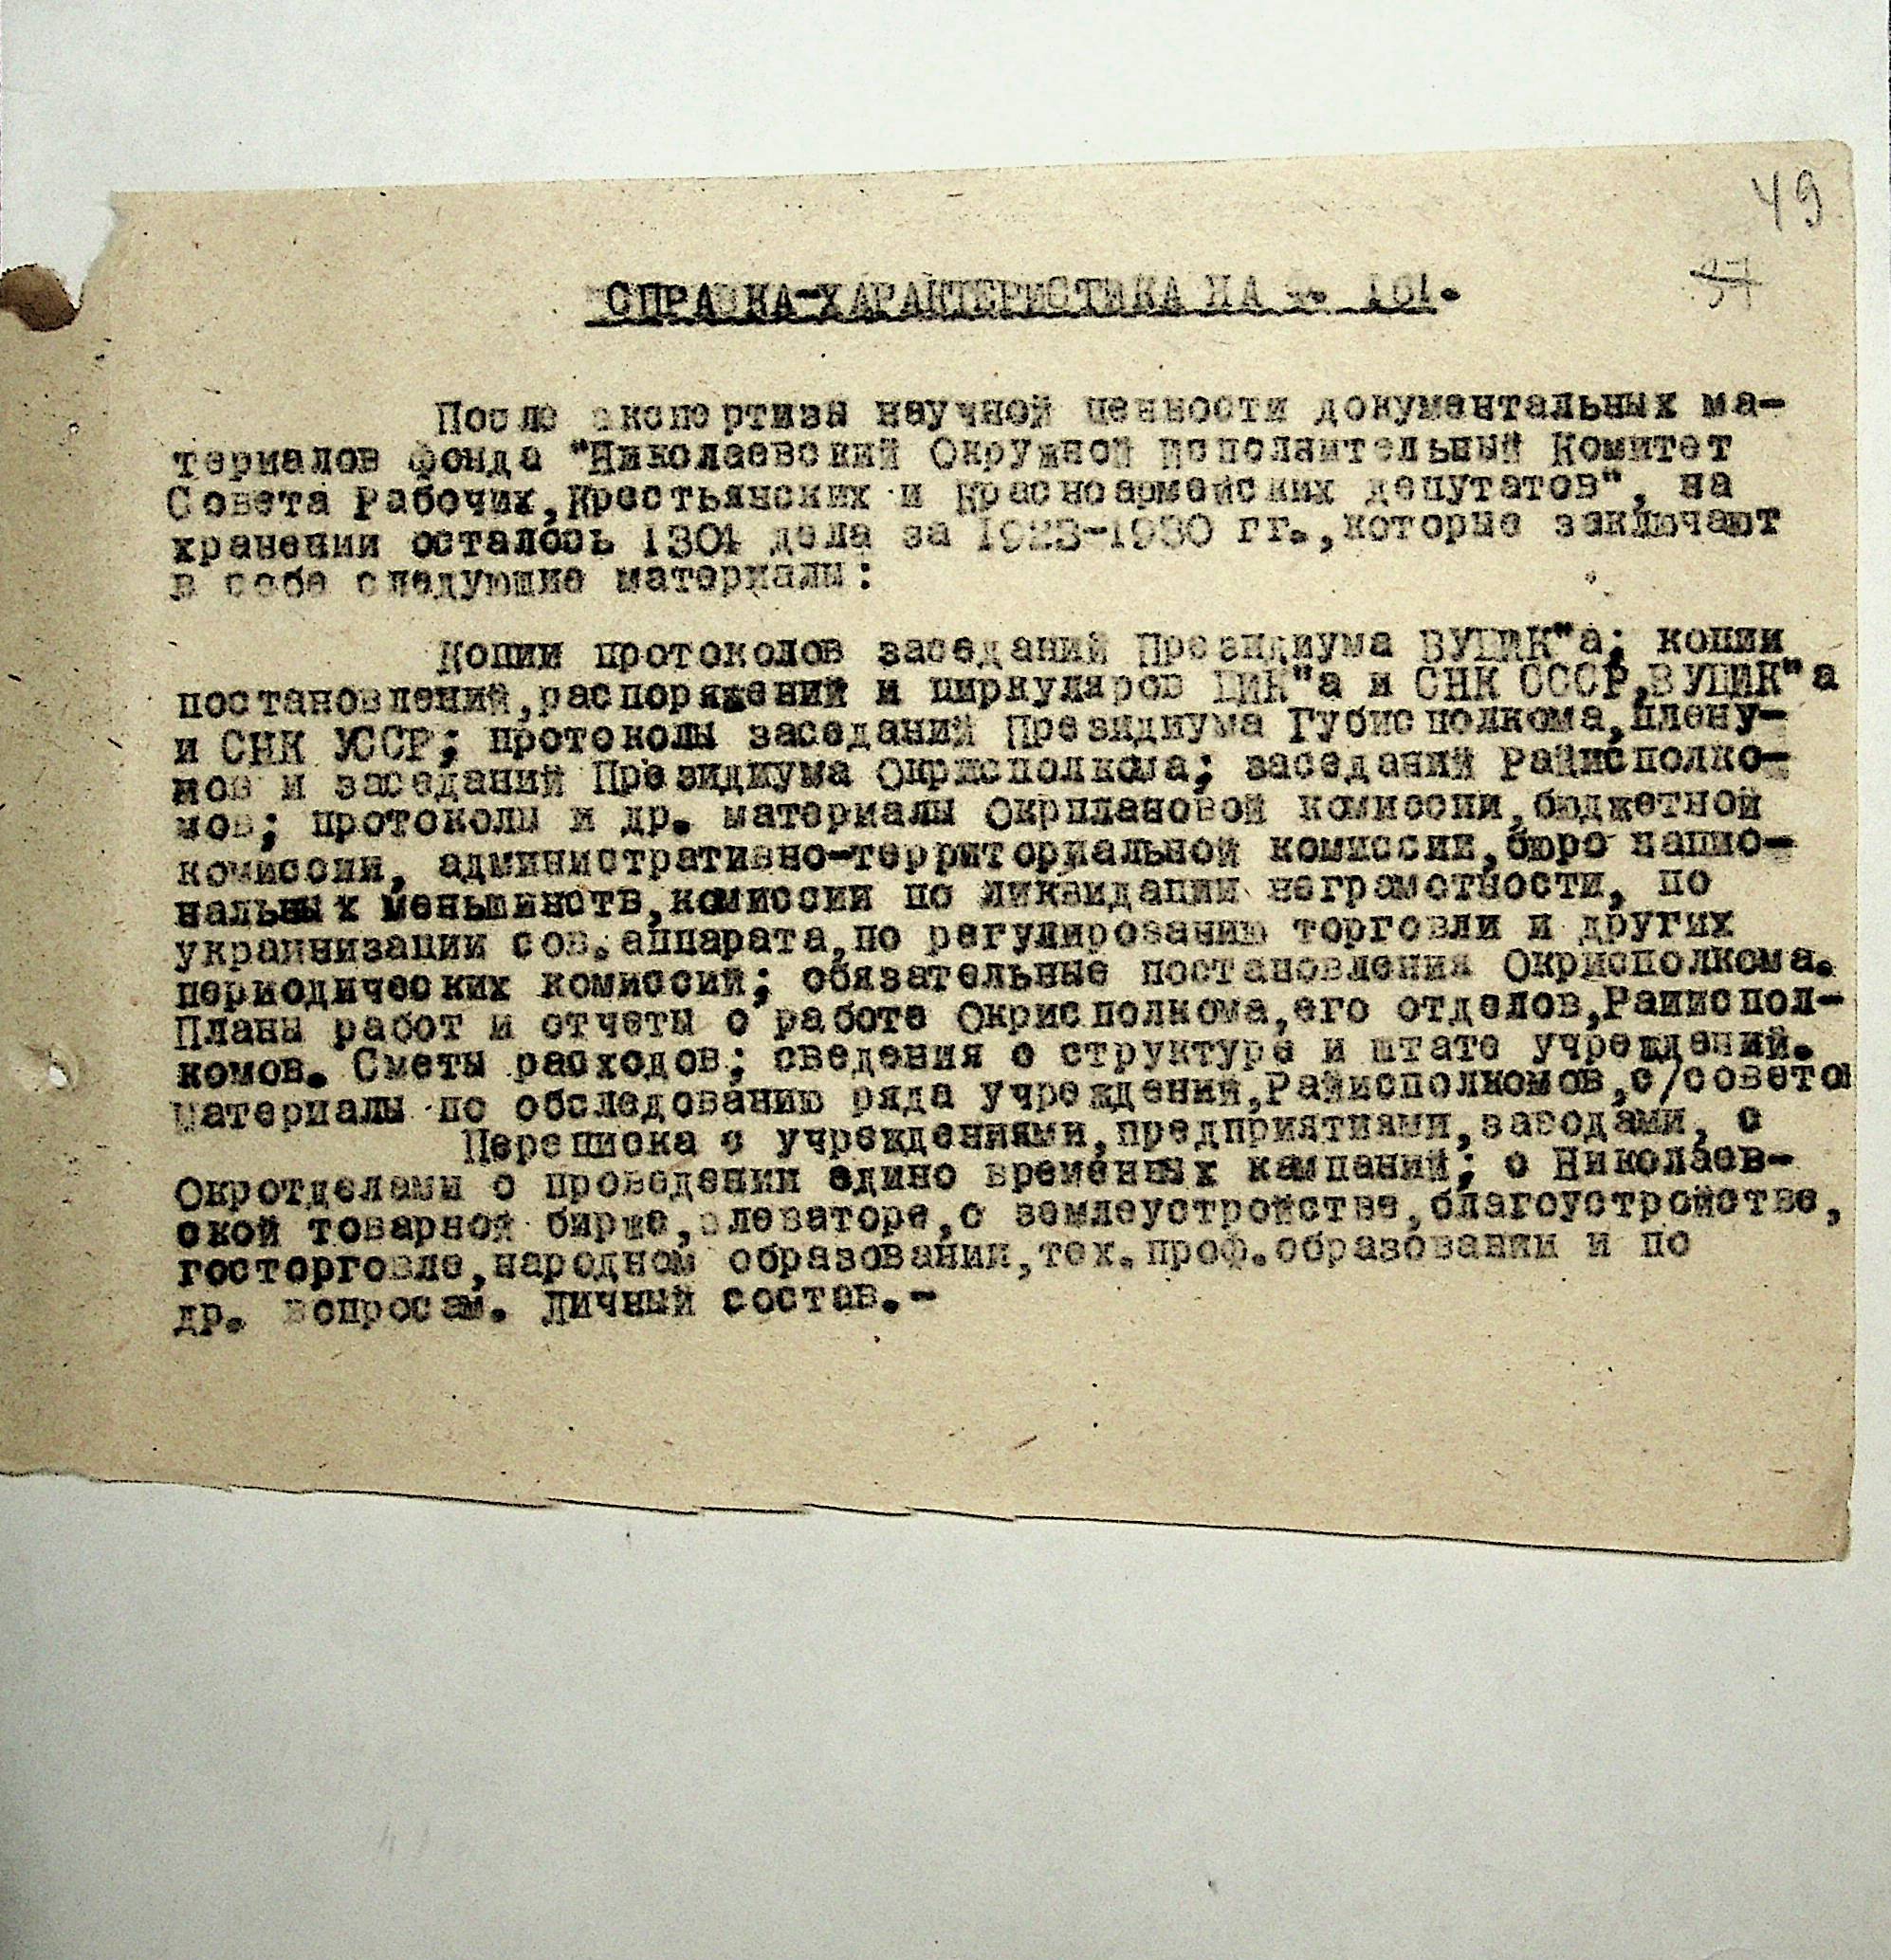 49
37
СПРАВКА-ХАРАКТЕРИСТИКА НА Ф. 161.
После экспертизы научной ценности документальных ма-
териалов фонда "Николаевский Окружной Исполнительный Комитет
Совета Рабочих,Крестьянских и Красноармейских депутатов", на
хранении осталось 1301 дела за 1923-1930 гг.,которые заключают
в себе следующие материалы:
Копии протоколов заседаний Президиума ВУЦИК"а; копии
постановлений,распоряжений и циркуляров ЦИК"а и СНК СССР,ВУЦИК"а
и СНК УССР; протоколы заседаний Президиума Губисполкома,плену-
мов и заседаний Президиума Окрисполкома; заседаний Райисполко-
мов; протоколы и др. материалы Окрплановой комиссии,бюджетной
комиссии, административно-территориальной комиссии,бюро нацио-
нальных меньшинств,комиссии по ликвидации неграмотности, по
украинизации сов.аппарата,по регулированию торговли и других
периодических комиссий; обязательные постановления Окрисполкома.
Планы работ и отчеты о работе Окрисполкома,его отделов,Райиспол-
комов. Сметы расходов; сведения о структуре и штате учреждений.
Материалы по обследованию ряда учреждений,Райисполкомов,с/советов
Переписка с учреждениями,предприятиями,заводами, с
Окротделами о проведении едино временных кампаний; о Николаев-
ской товарной бирже,элеваторе,о землеустройстве,благоустройстве,
госторговле,народном образовании,тех.проф.образовании и по
др. вопросам. Личный состав.-